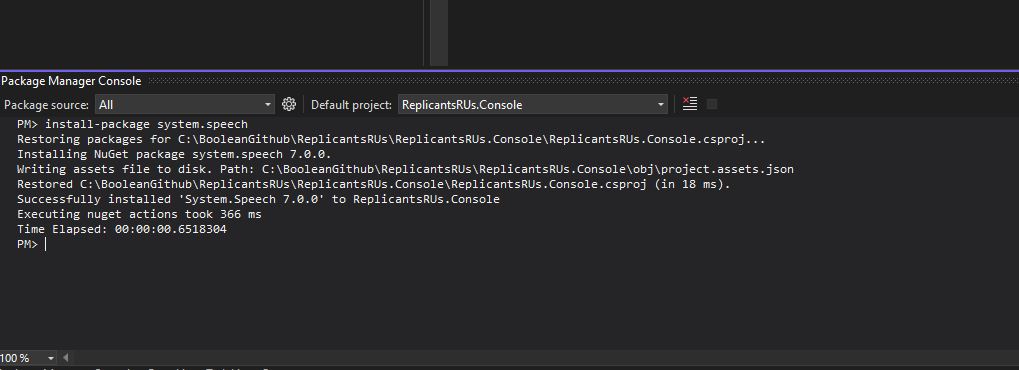 Package Manager Console
Package source: All Default project: ReplicantsRUs.Console
PM> install-package system.speech
Restoring packages for C:\BooleanGithub\ReplicantsRUs\ReplicantsRUs.Console\ReplicantsRUs.Console.csproj...
Installing NuGet package system.speech 7.0.0.
Writing assets file to disk. Path: C:\BooleanGithub\ReplicantsRUs\ReplicantsRUs.Console\obj\project.assets.json
Restored C:\BooleanGithub\ReplicantsRUs\ReplicantsRUs.Console\ReplicantsRUs.Console.csproj (in 18 ms).
Successfully installed 'System.Speech 7.0.0' to ReplicantsRUs.Console
Executing nuget actions took 366 ms
Time Elapsed: 00:00:00.6518304
PM>
100 %